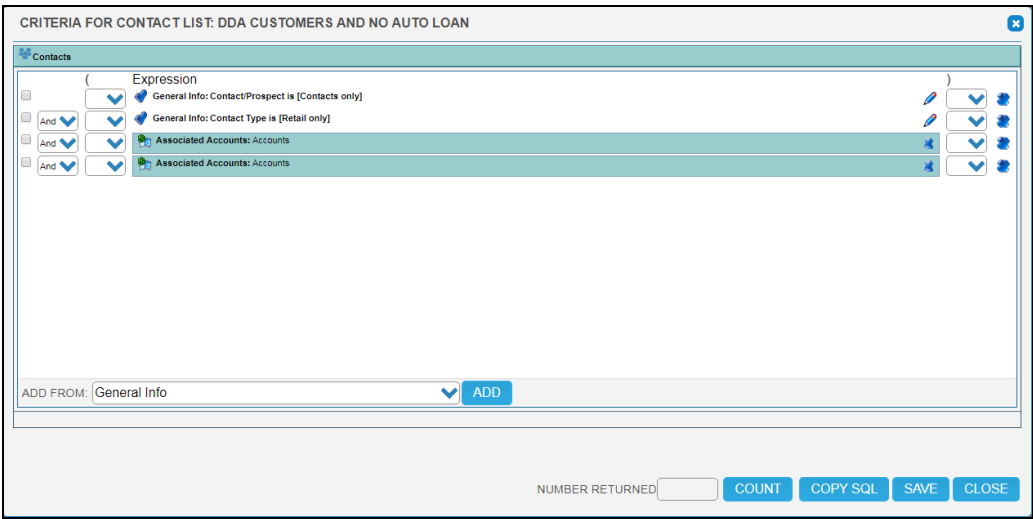 CRITERIA FOR CONTACT LIST: DDA CUSTOMERS AND NO AUTO LOAN
Contacts
( Expression )
General Info: Contact/Prospect is [Contacts only]
And General Info: Contact Type is [Retail only]
And Associated Accounts: Accounts
And Associated Accounts: Accounts
ADD FROM: General Info ADD
NUMBER RETURNED COUNT COPY SQL SAVE CLOSE